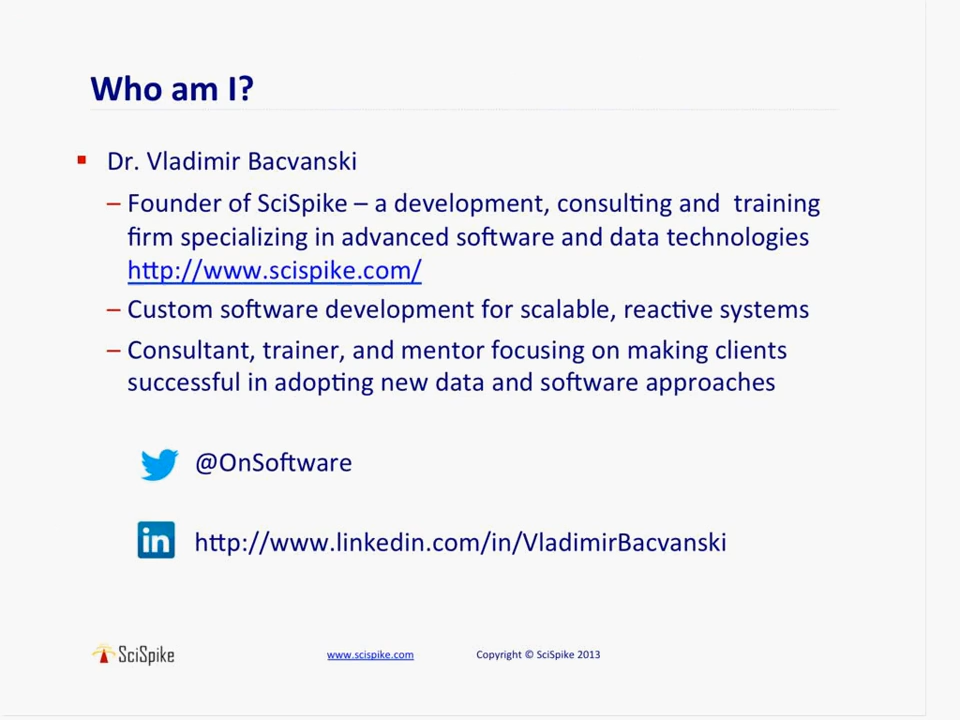 Who am I?
▪ Dr. Vladimir Bacvanski
– Founder of SciSpike – a development, consulting and training
firm specializing in advanced software and data technologies
http://www.scispike.com/
– Custom software development for scalable, reactive systems
– Consultant, trainer, and mentor focusing on making clients
successful in adopting new data and software approaches
@OnSoftware
in http://www.linkedin.com/in/VladimirBacvanski
SciSpike www.scispike.com Copyright © SciSpike 2013